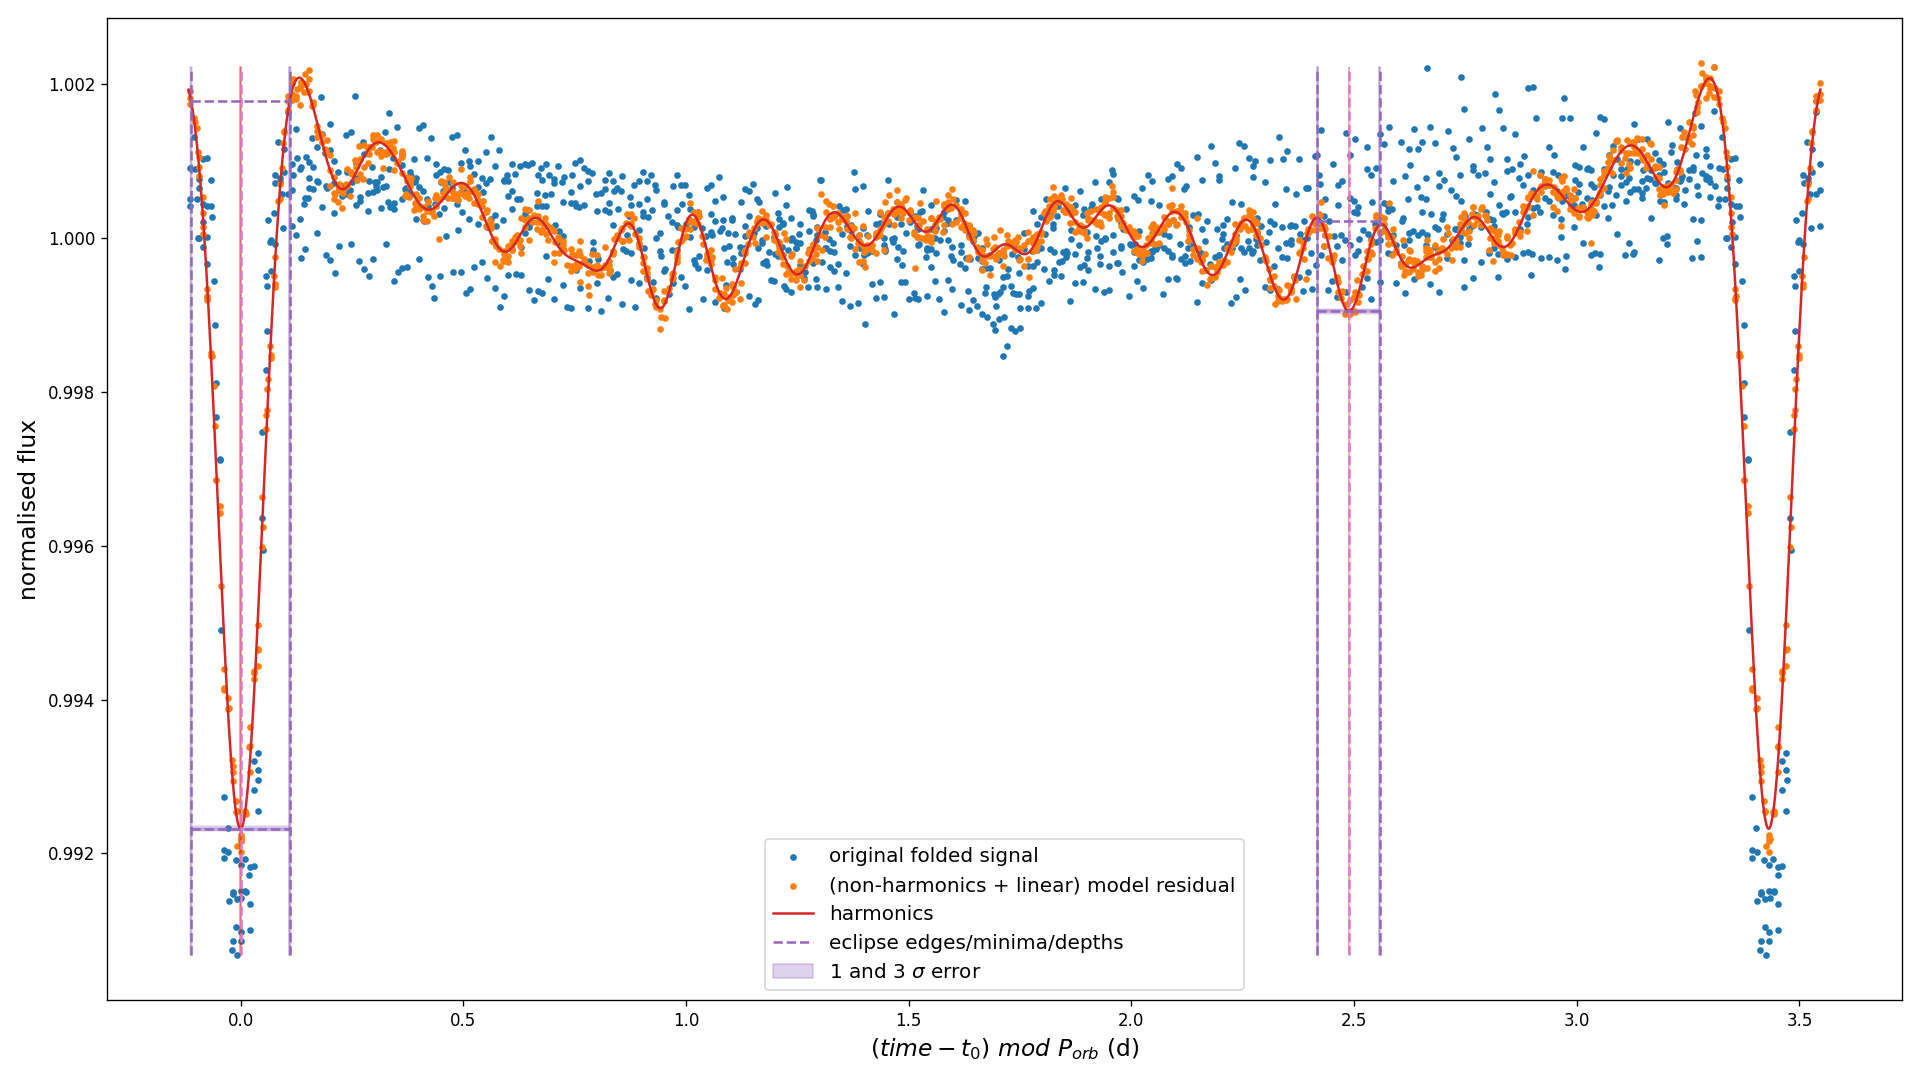 normalised flux
1.002
1.000
0.998
0.996
0.994
0.992
original folded signal
(non-harmonics + linear) model residual
harmonics
eclipse edges/minima/depths
1 and 3 σ error
0.0 0.5 1.0 1.5 2.0 2.5 3.0 3.5
(time − t₀) mod Pₒᵣb (d)